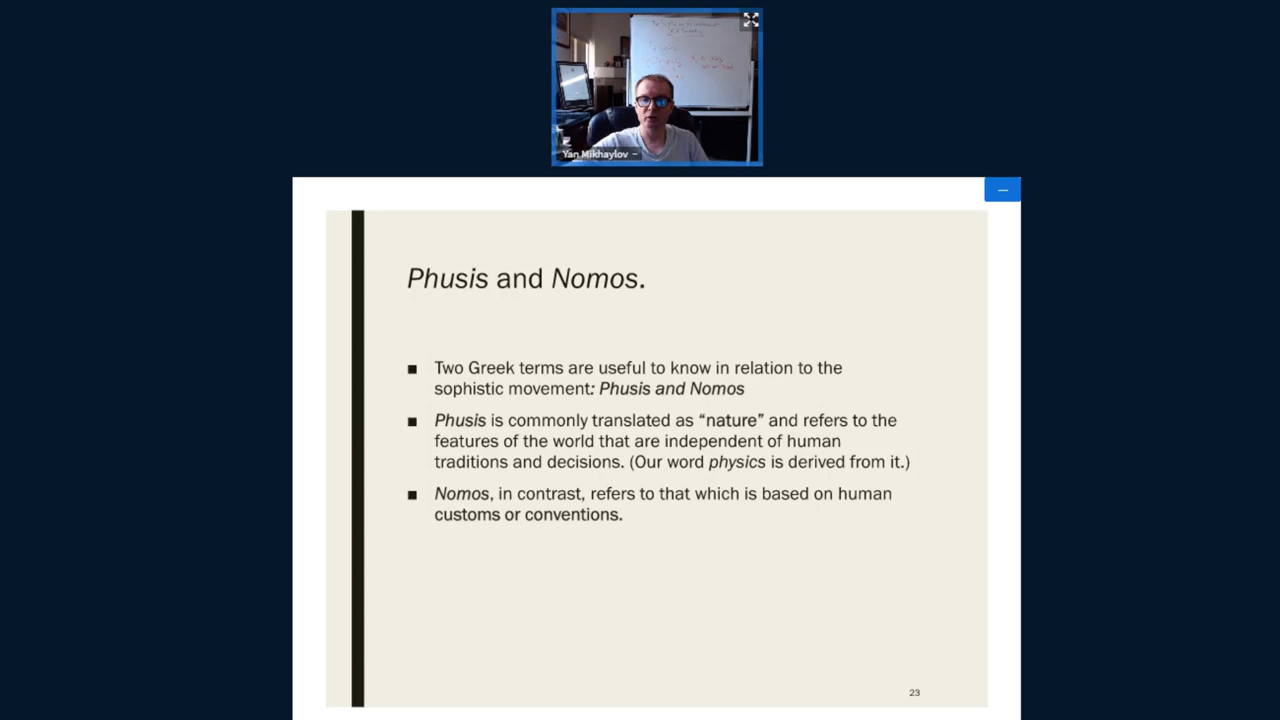 Yan Mikhaylov
Phusis and Nomos.
■ Two Greek terms are useful to know in relation to the
sophistic movement: Phusis and Nomos
■ Phusis is commonly translated as “nature” and refers to the
features of the world that are independent of human
traditions and decisions. (Our word physics is derived from it.)
■ Nomos, in contrast, refers to that which is based on human
customs or conventions.
23